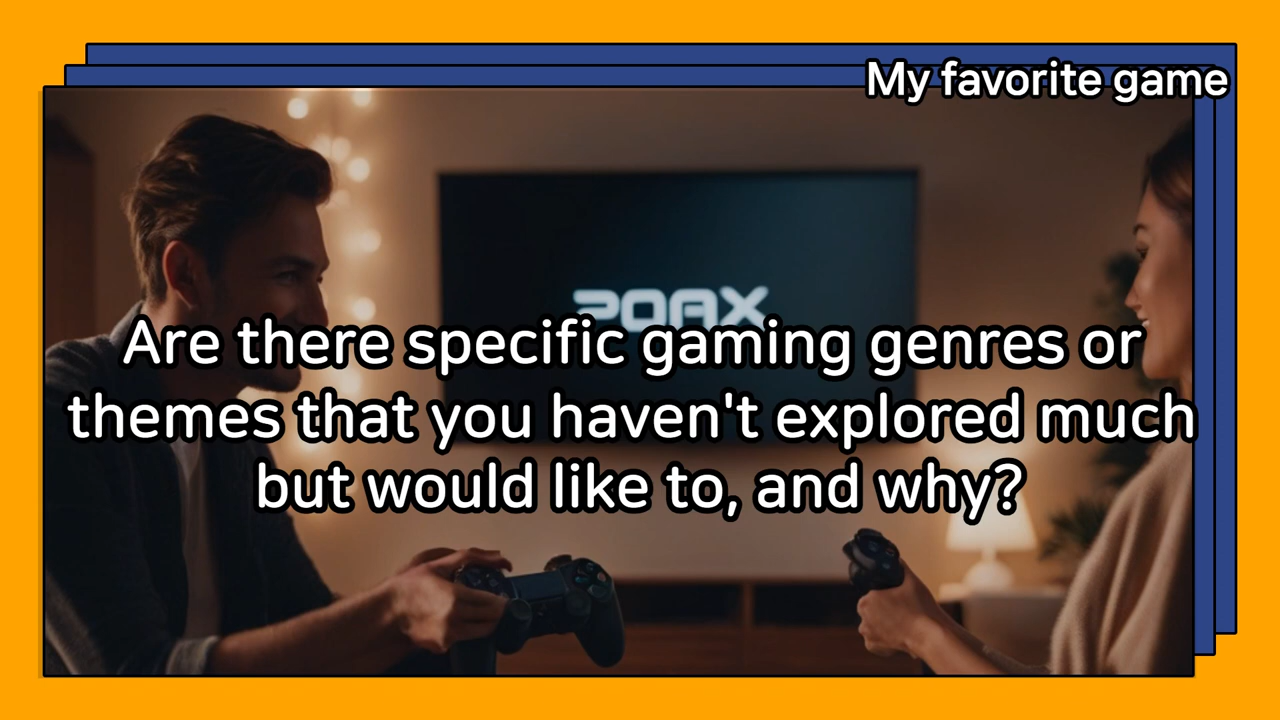 My favorite game
Are there specific gaming genres or
themes that you haven't explored much
but would like to, and why?